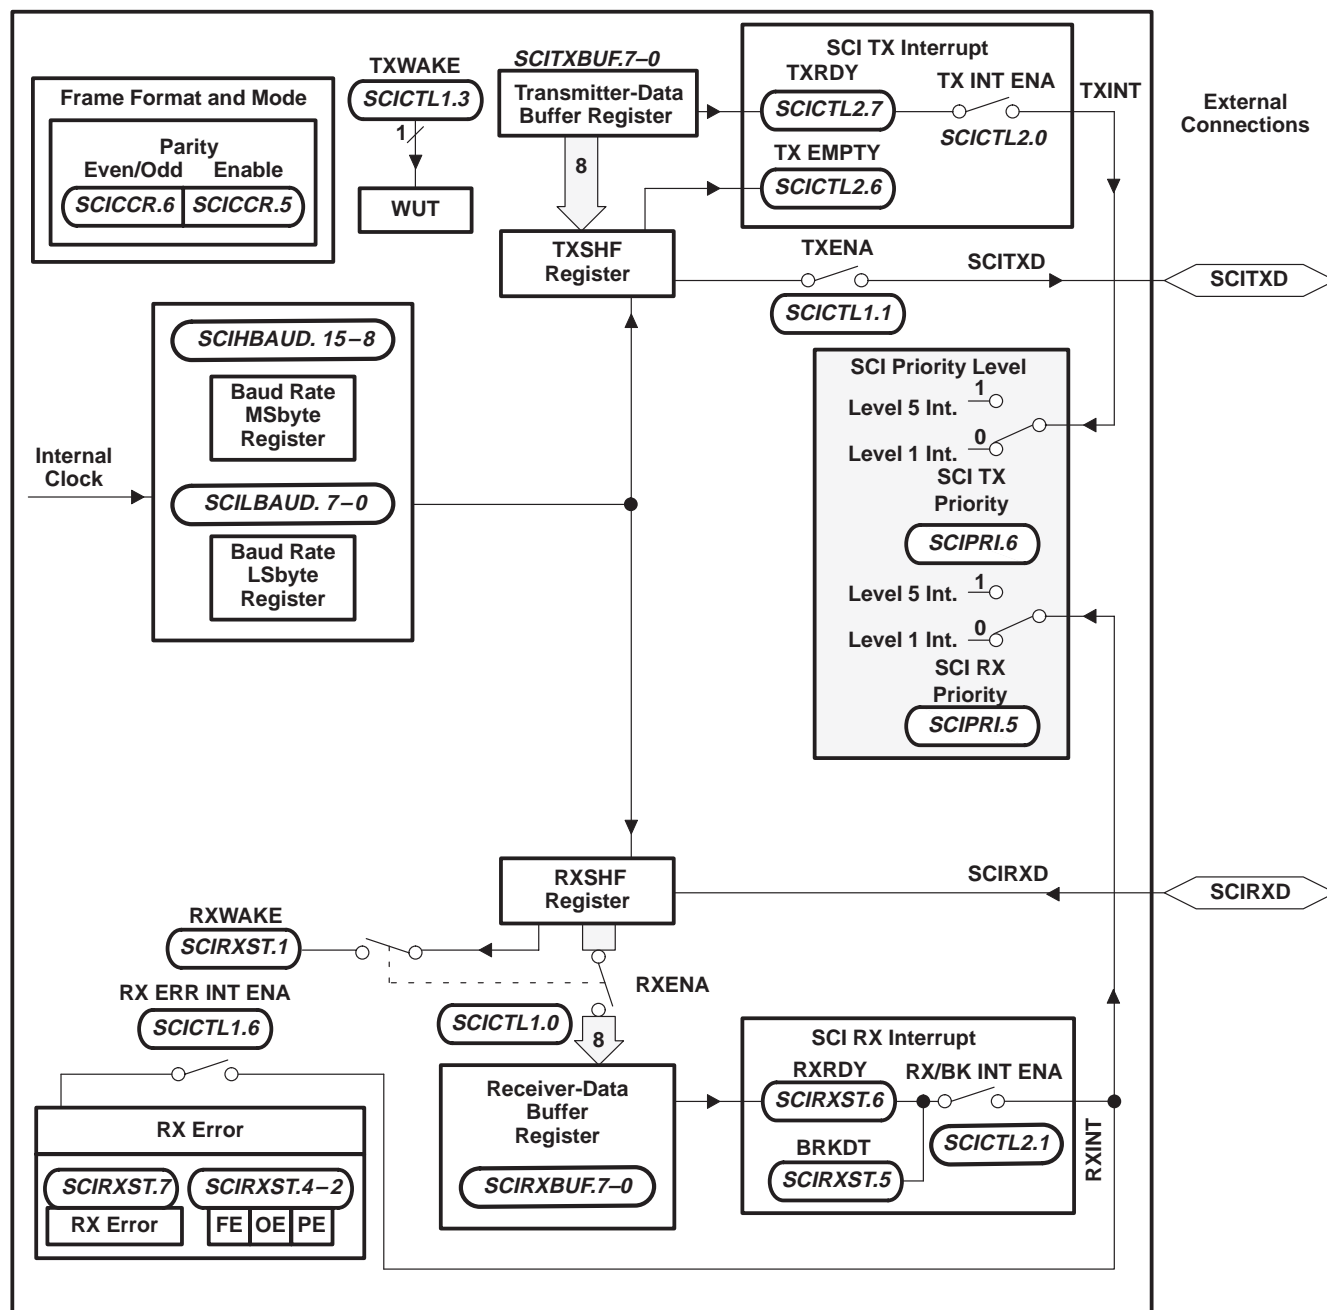 SCITXBUF.7–0
SCI TX Interrupt
TXWAKE
SCICTL1.3
1
WUT
Frame Format and Mode
Parity
Even/Odd Enable
SCICCR.6 SCICCR.5
Transmitter-Data
Buffer Register
8
TXRDY
SCICTL2.7
TX INT ENA
SCICTL2.0
TX EMPTY
SCICTL2.6
TXINT
External
Connections
TXSHF
Register
TXENA
SCICTL1.1
SCITXD
SCITXD
SCIHBAUD. 15–8
Baud Rate
MSbyte
Register
Internal
Clock
SCILBAUD. 7–0
Baud Rate
LSbyte
Register
SCI Priority Level
1
Level 5 Int.
0
Level 1 Int.
SCI TX
Priority
SCIPRI.6
1
Level 5 Int.
0
Level 1 Int.
SCI RX
Priority
SCIPRI.5
RXSHF
Register
SCIRXD
SCIRXD
RXWAKE
SCIRXST.1
RXENA
RX ERR INT ENA
SCICTL1.6
SCICTL1.0
8
Receiver-Data
Buffer
Register
SCIRXBUF.7–0
SCI RX Interrupt
RXRDY
SCIRXST.6
RX/BK INT ENA
SCICTL2.1
BRKDT
SCIRXST.5
RXINT
RX Error
SCIRXST.7 SCIRXST.4–2
RX Error FE OE PE